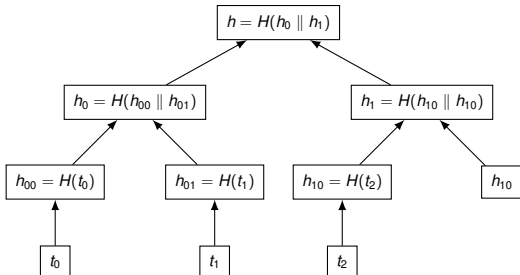 h = H(h₀ ∥ h₁)
h₀ = H(h₀₀ ∥ h₀₁)
h₁ = H(h₁₀ ∥ h₁₀)
h₀₀ = H(t₀)
h₀₁ = H(t₁)
h₁₀ = H(t₂)
h₁₀
t₀
t₁
t₂